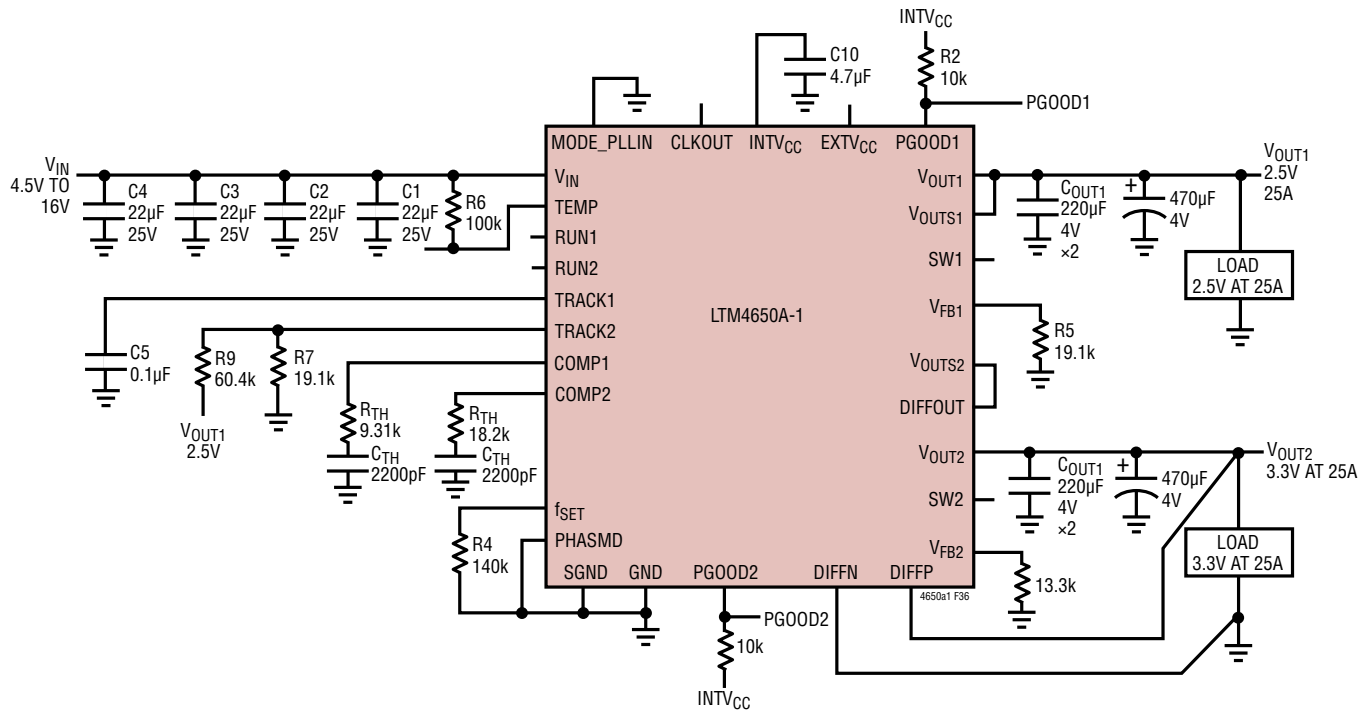 INTVCC
C10
4.7µF
R2
10k
PGOOD1
MODE_PLLIN
CLKOUT
INTVCC
EXTVCC
PGOOD1
VIN
4.5V TO
16V
C4
22µF
25V
C3
22µF
25V
C2
22µF
25V
C1
22µF
25V
R6
100k
VIN
TEMP
RUN1
RUN2
TRACK1
TRACK2
COMP1
COMP2
fSET
PHASMD
SGND
GND
PGOOD2
DIFFN
DIFFP
LTM4650A-1
VOUT1
VOUTS1
SW1
VFB1
VOUTS2
DIFFOUT
VOUT2
SW2
VFB2
COUT1
220µF
4V
×2
+
470µF
4V
VOUT1
2.5V
25A
LOAD
2.5V AT 25A
R5
19.1k
C5
0.1µF
R9
60.4k
R7
19.1k
VOUT1
2.5V
RTH
9.31k
CTH
2200pF
RTH
18.2k
CTH
2200pF
COUT1
220µF
4V
×2
+
470µF
4V
VOUT2
3.3V AT 25A
LOAD
3.3V AT 25A
R4
140k
13.3k
4650a1 F36
PGOOD2
10k
INTVCC